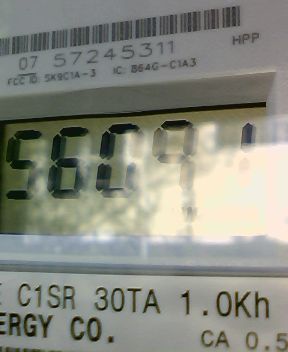 07 57245311
HPP
FCC ID SK9C1A-3 IC: 864G-C1A3
56091
C1SR 30TA 1.0Kh
ERGY CO.
CA 0.5